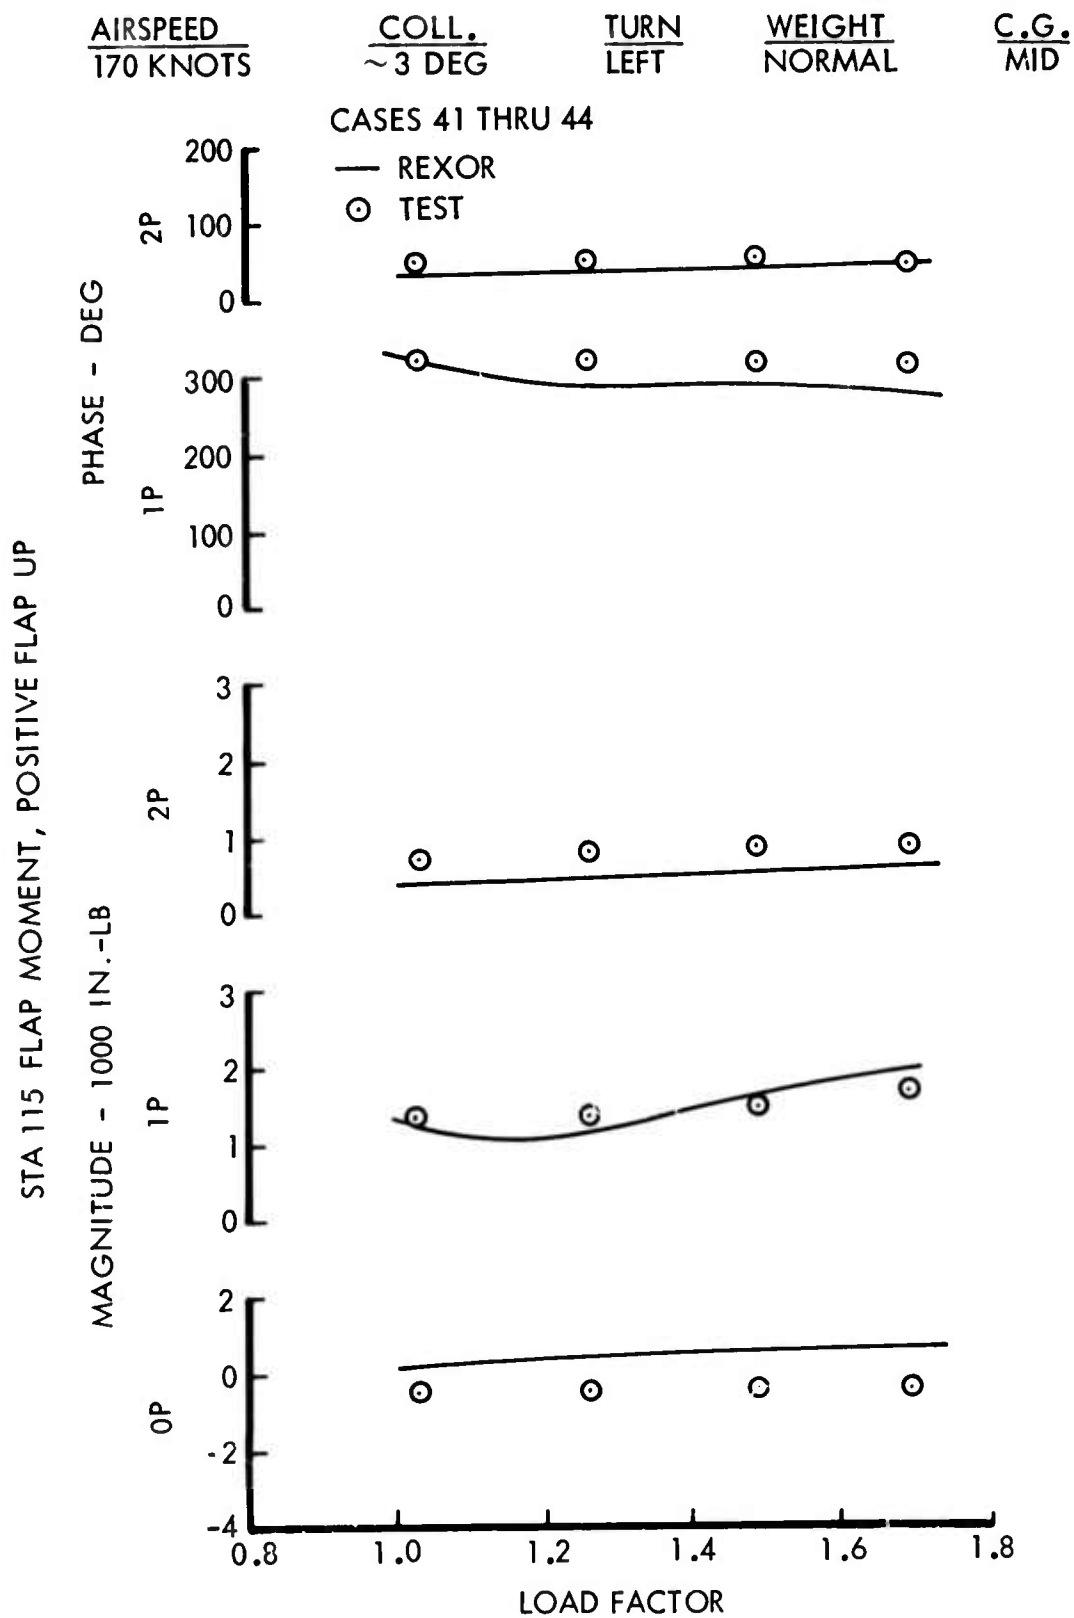 AIRSPEED COLL. TURN WEIGHT C.G.
170 KNOTS ~3 DEG LEFT NORMAL MID
CASES 41 THRU 44
REXOR
TEST
STA 115 FLAP MOMENT, POSITIVE FLAP UP
PHASE - DEG
2P
200
100
0
1P
300
200
100
0
MAGNITUDE - 1000 IN.-LB
2P
3
2
1
0
1P
3
2
1
0
0P
2
0
-2
-4
0.8 1.0 1.2 1.4 1.6 1.8
LOAD FACTOR